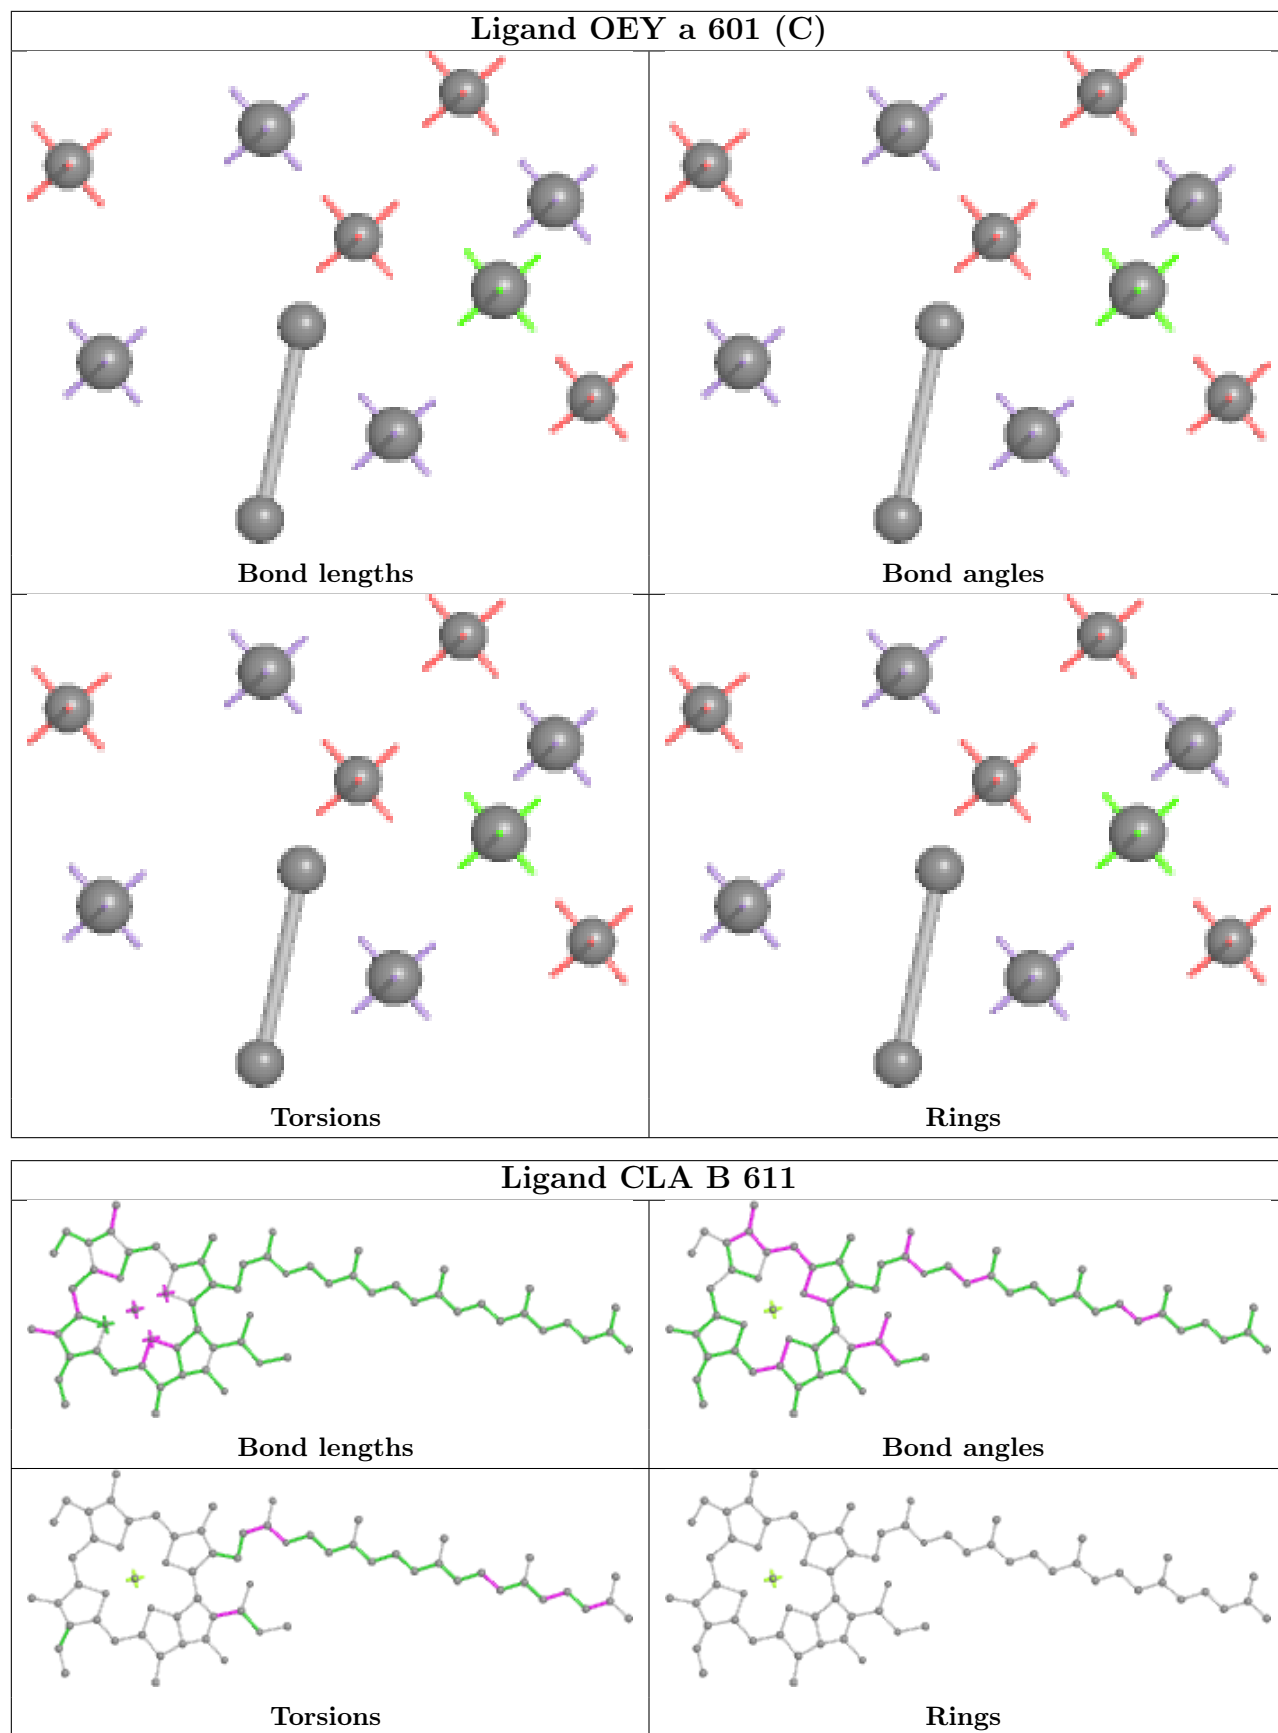 Ligand OEY a 601 (C)
Bond lengths
Bond angles
Torsions
Rings
Ligand CLA B 611
Bond lengths
Bond angles
Torsions
Rings